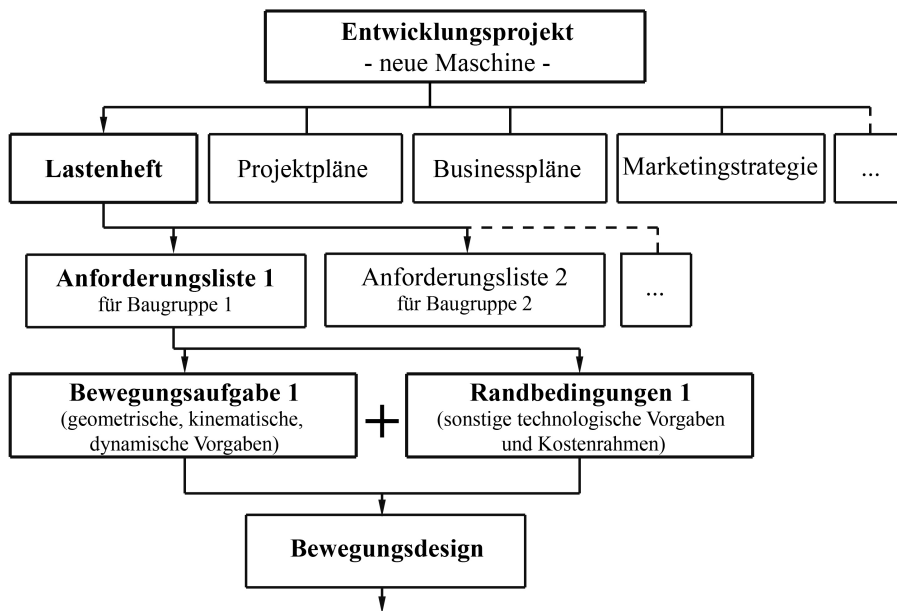 Entwicklungsprojekt
- neue Maschine -
Lastenheft
Projektpläne
Businesspläne
Marketingstrategie
...
Anforderungsliste 1
für Baugruppe 1
Anforderungsliste 2
für Baugruppe 2
...
Bewegungsaufgabe 1
(geometrische, kinematische,
dynamische Vorgaben)
+
Randbedingungen 1
(sonstige technologische Vorgaben
und Kostenrahmen)
Bewegungsdesign